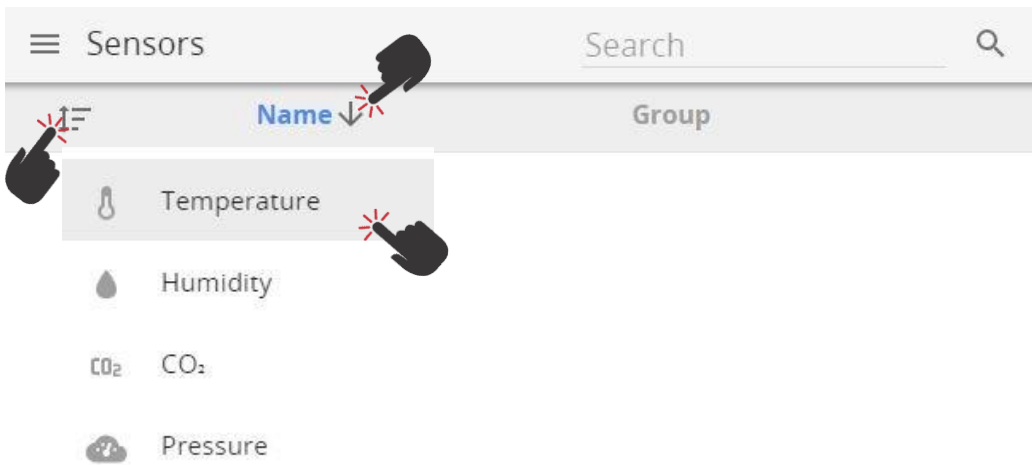 Sensors Search
Name Group
Temperature
Humidity
CO2 CO₂
Pressure